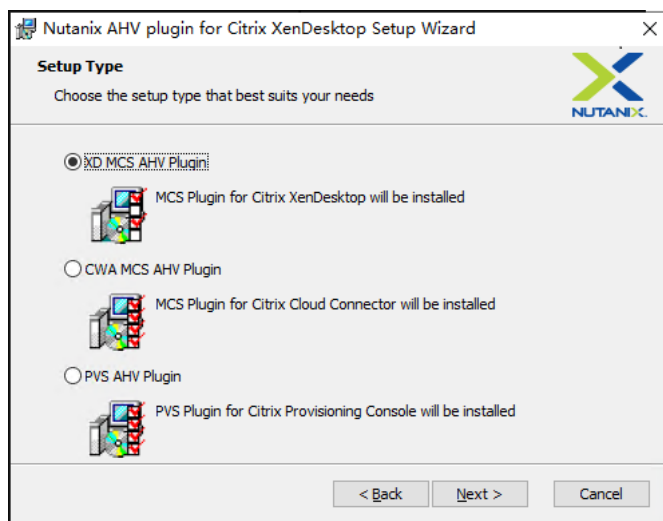 Nutanix AHV plugin for Citrix XenDesktop Setup Wizard
Setup Type
Choose the setup type that best suits your needs
NUTANIX.
XD MCS AHV Plugin
MCS Plugin for Citrix XenDesktop will be installed
CWA MCS AHV Plugin
MCS Plugin for Citrix Cloud Connector will be installed
PVS AHV Plugin
PVS Plugin for Citrix Provisioning Console will be installed
< Back Next > Cancel